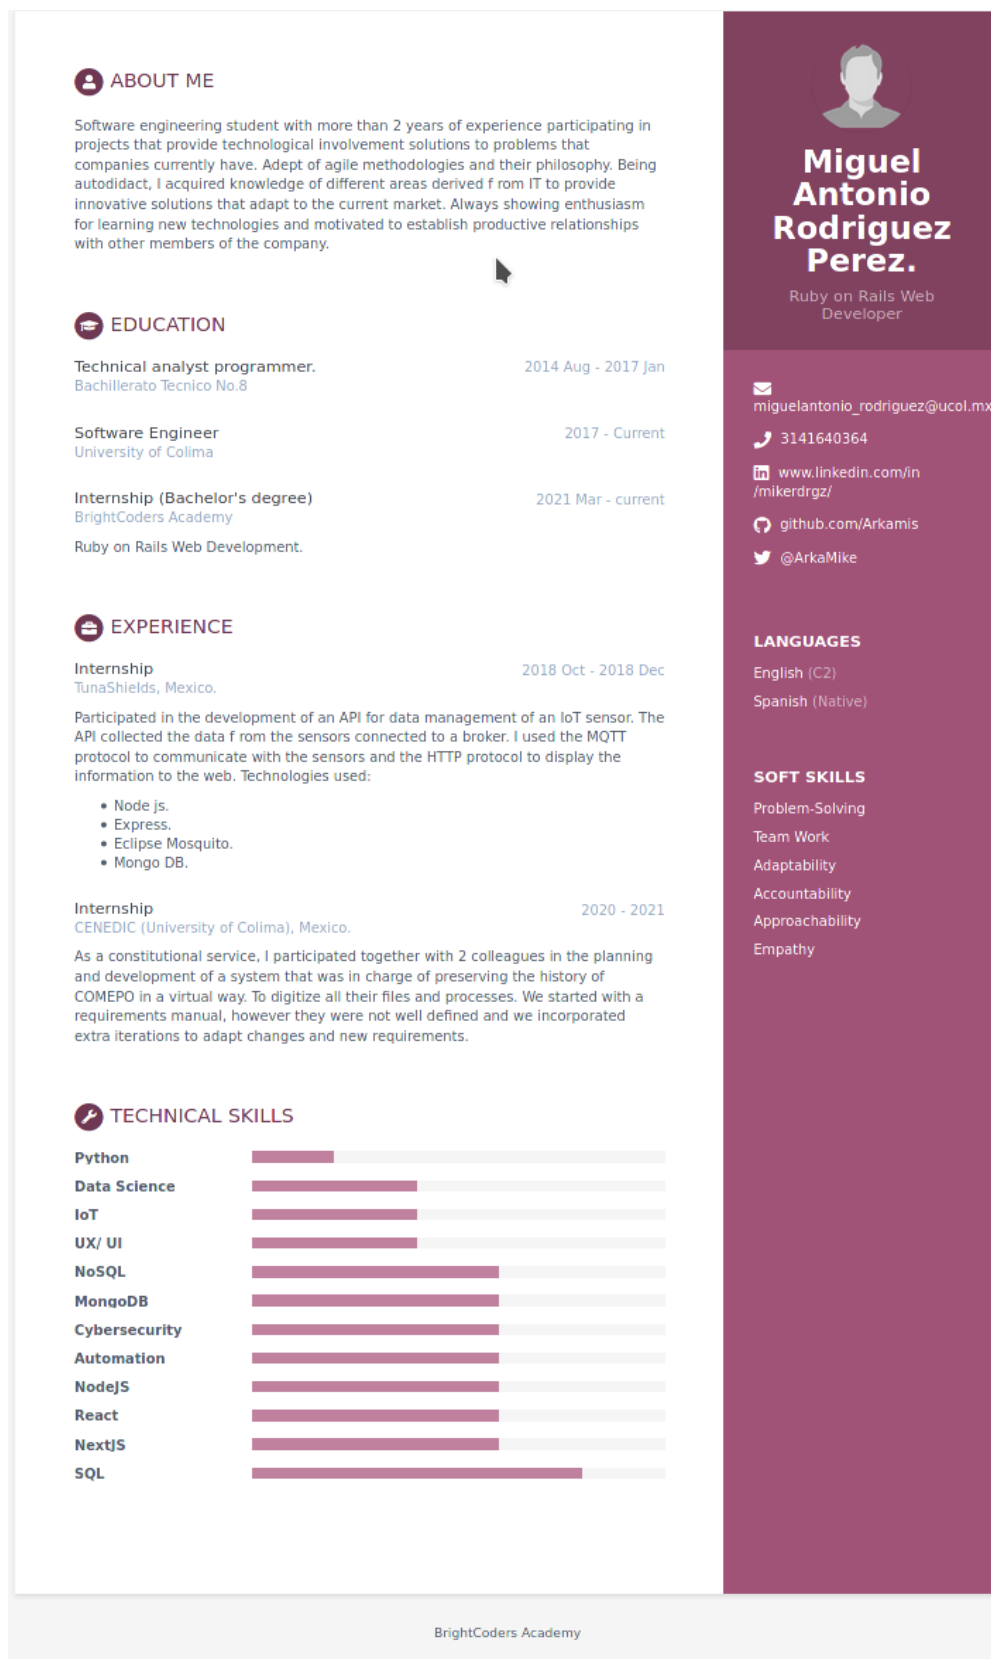 ABOUT ME
Software engineering student with more than 2 years of experience participating in
projects that provide technological involvement solutions to problems that
companies currently have. Adept of agile methodologies and their philosophy. Being
autodidact, I acquired knowledge of different areas derived f rom IT to provide
innovative solutions that adapt to the current market. Always showing enthusiasm
for learning new technologies and motivated to establish productive relationships
with other members of the company.
EDUCATION
Technical analyst programmer. 2014 Aug - 2017 Jan
Bachillerato Tecnico No.8
Software Engineer 2017 - Current
University of Colima
Internship (Bachelor's degree) 2021 Mar - current
BrightCoders Academy
Ruby on Rails Web Development.
EXPERIENCE
Internship 2018 Oct - 2018 Dec
TunaShields, Mexico.
Participated in the development of an API for data management of an IoT sensor. The
API collected the data f rom the sensors connected to a broker. I used the MQTT
protocol to communicate with the sensors and the HTTP protocol to display the
information to the web. Technologies used:
• Node js.
• Express.
• Eclipse Mosquito.
• Mongo DB.
Internship 2020 - 2021
CENEDIC (University of Colima), Mexico.
As a constitutional service, I participated together with 2 colleagues in the planning
and development of a system that was in charge of preserving the history of
COMEPO in a virtual way. To digitize all their files and processes. We started with a
requirements manual, however they were not well defined and we incorporated
extra iterations to adapt changes and new requirements.
TECHNICAL SKILLS
Python
Data Science
IoT
UX/ UI
NoSQL
MongoDB
Cybersecurity
Automation
NodeJS
React
NextJS
SQL
Miguel
Antonio
Rodriguez
Perez.
Ruby on Rails Web
Developer
miguelantonio_rodriguez@ucol.mx
3141640364
www.linkedin.com/in
/mikerdrgz/
github.com/Arkamis
@ArkaMike
LANGUAGES
English (C2)
Spanish (Native)
SOFT SKILLS
Problem-Solving
Team Work
Adaptability
Accountability
Approachability
Empathy
BrightCoders Academy